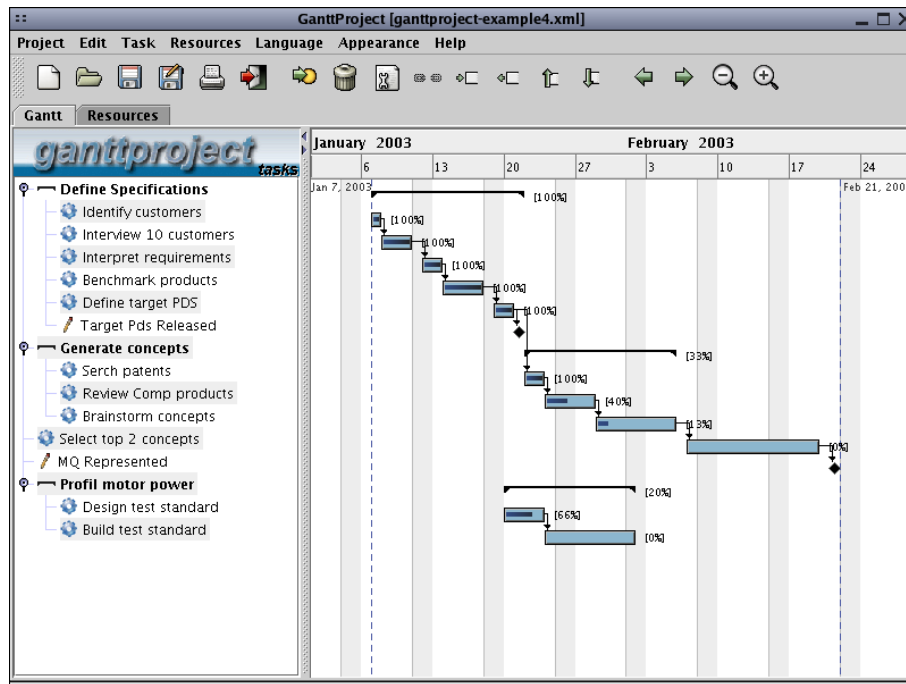 GanttProject [ganttproject-example4.xml]
Project Edit Task Resources Language Appearance Help
Gantt Resources
ganttproject
tasks
January 2003 February 2003
6 13 20 27 3 10 17 24
Jan 7, 2003 Feb 21, 200
Define Specifications [100%]
Identify customers [100%]
Interview 10 customers [100%]
Interpret requirements [100%]
Benchmark products [100%]
Define target PDS [100%]
Target Pds Released
Generate concepts [33%]
Serch patents [100%]
Review Comp products [40%]
Brainstorm concepts [13%]
Select top 2 concepts [0%]
MQ Represented
Profil motor power [20%]
Design test standard [66%]
Build test standard [0%]